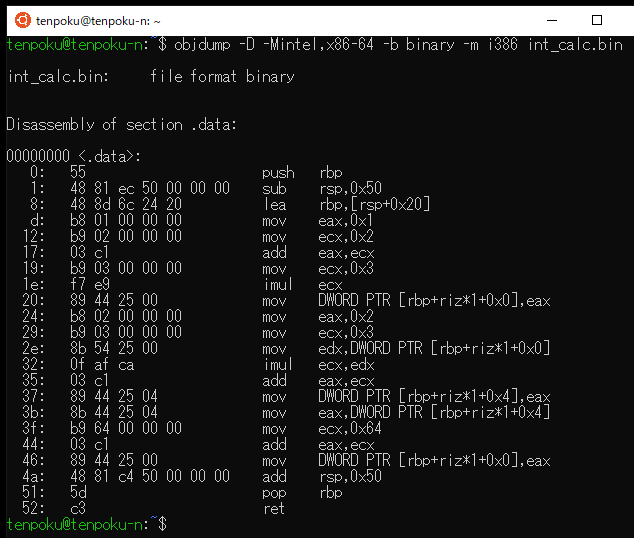 tenpoku@tenpoku-n: ~
tenpoku@tenpoku-n:~$ objdump -D -Mintel,x86-64 -b binary -m i386 int_calc.bin
int_calc.bin:     file format binary
Disassembly of section .data:
00000000 <.data>:
   0:   55                      push   rbp
   1:   48 81 ec 50 00 00 00    sub    rsp,0x50
   8:   48 8d 6c 24 20          lea    rbp,[rsp+0x20]
   d:   b8 01 00 00 00          mov    eax,0x1
  12:   b9 02 00 00 00          mov    ecx,0x2
  17:   03 c1                   add    eax,ecx
  19:   b9 03 00 00 00          mov    ecx,0x3
  1e:   f7 e9                   imul   ecx
  20:   89 44 25 00             mov    DWORD PTR [rbp+riz*1+0x0],eax
  24:   b8 02 00 00 00          mov    eax,0x2
  29:   b9 03 00 00 00          mov    ecx,0x3
  2e:   8b 54 25 00             mov    edx,DWORD PTR [rbp+riz*1+0x0]
  32:   0f af ca                imul   ecx,edx
  35:   03 c1                   add    eax,ecx
  37:   89 44 25 04             mov    DWORD PTR [rbp+riz*1+0x4],eax
  3b:   8b 44 25 04             mov    eax,DWORD PTR [rbp+riz*1+0x4]
  3f:   b9 64 00 00 00          mov    ecx,0x64
  44:   03 c1                   add    eax,ecx
  46:   89 44 25 00             mov    DWORD PTR [rbp+riz*1+0x0],eax
  4a:   48 81 c4 50 00 00 00    add    rsp,0x50
  51:   5d                      pop    rbp
  52:   c3                      ret
tenpoku@tenpoku-n:~$